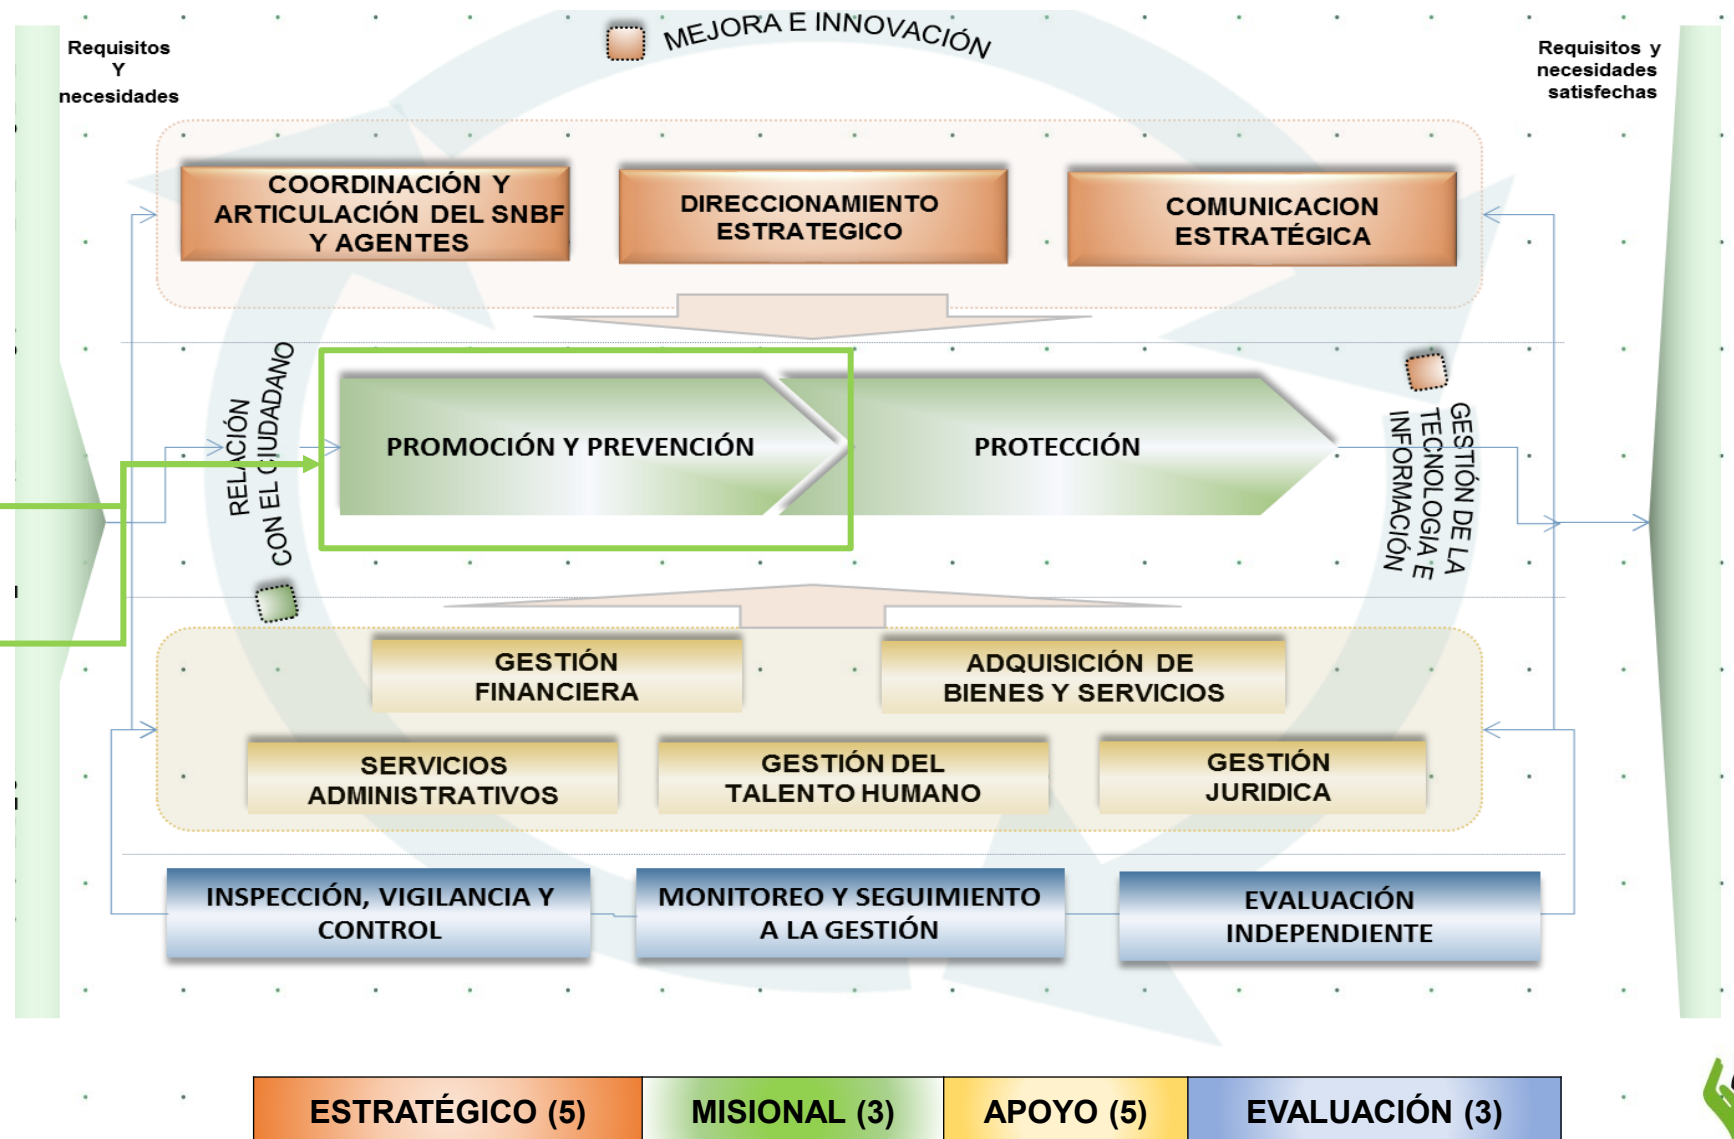 Requisitos
Y
necesidades
MEJORA E INNOVACIÓN
Requisitos y
necesidades
satisfechas
COORDINACIÓN Y
ARTICULACIÓN DEL SNBF
Y AGENTES
DIRECCIONAMIENTO
ESTRATEGICO
COMUNICACION
ESTRATÉGICA
RELACIÓN
CON EL CIUDADANO
PROMOCIÓN Y PREVENCIÓN
PROTECCIÓN
GESTIÓN DE LA
TECNOLOGIA E
INFORMACIÓN
GESTIÓN
FINANCIERA
ADQUISICIÓN DE
BIENES Y SERVICIOS
SERVICIOS
ADMINISTRATIVOS
GESTIÓN DEL
TALENTO HUMANO
GESTIÓN
JURIDICA
INSPECCIÓN, VIGILANCIA Y
CONTROL
MONITOREO Y SEGUIMIENTO
A LA GESTIÓN
EVALUACIÓN
INDEPENDIENTE
ESTRATÉGICO (5)
MISIONAL (3)
APOYO (5)
EVALUACIÓN (3)